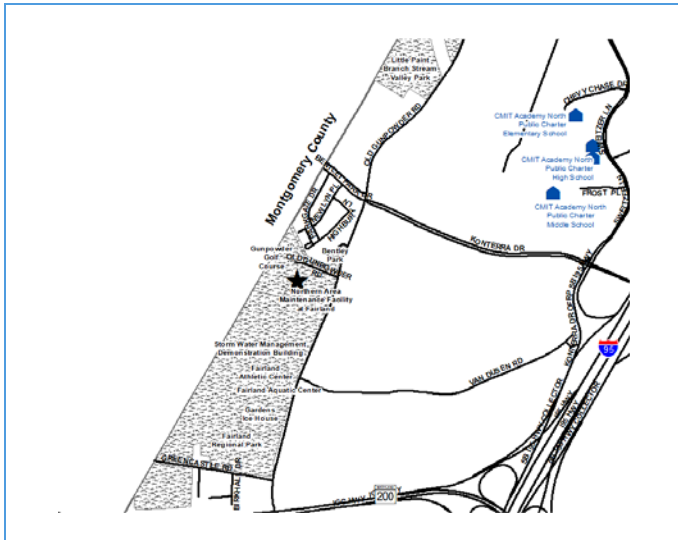 Little Paint
Branch Stream
Valley Park
OLD GUNPOWDER RD
CHEVY CHASE DR
CMIT Academy North
Public Charter
Elementary School
CMIT Academy North
Public Charter
High School
FROST PL
CMIT Academy North
Public Charter
Middle School
Montgomery County
KONTERRA DR
Gunpowder
Golf
Course
Bentley
Park
OLD GUNPOWDER
RD
Northern Area
Maintenance Facility
at Fairland
Storm Water Management
Demonstration Building
Fairland
Athletic Center
Fairland Aquatic Center
VAN DUSEN RD
95
Gardens
Ice House
Fairland
Regional Park
GREENCASTLE RD
200